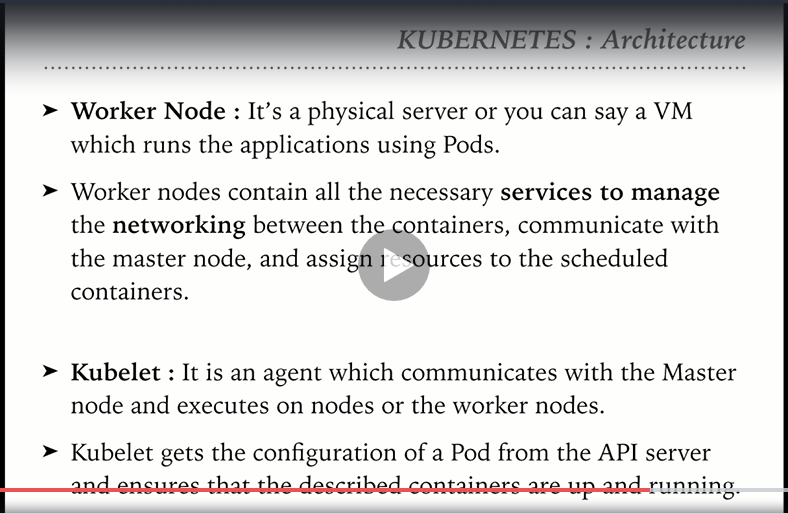 KUBERNETES : Architecture
➤ Worker Node : It's a physical server or you can say a VM
which runs the applications using Pods.
➤ Worker nodes contain all the necessary services to manage
the networking between the containers, communicate with
the master node, and assign resources to the scheduled
containers.
➤ Kubelet : It is an agent which communicates with the Master
node and executes on nodes or the worker nodes.
➤ Kubelet gets the configuration of a Pod from the API server
and ensures that the described containers are up and running.